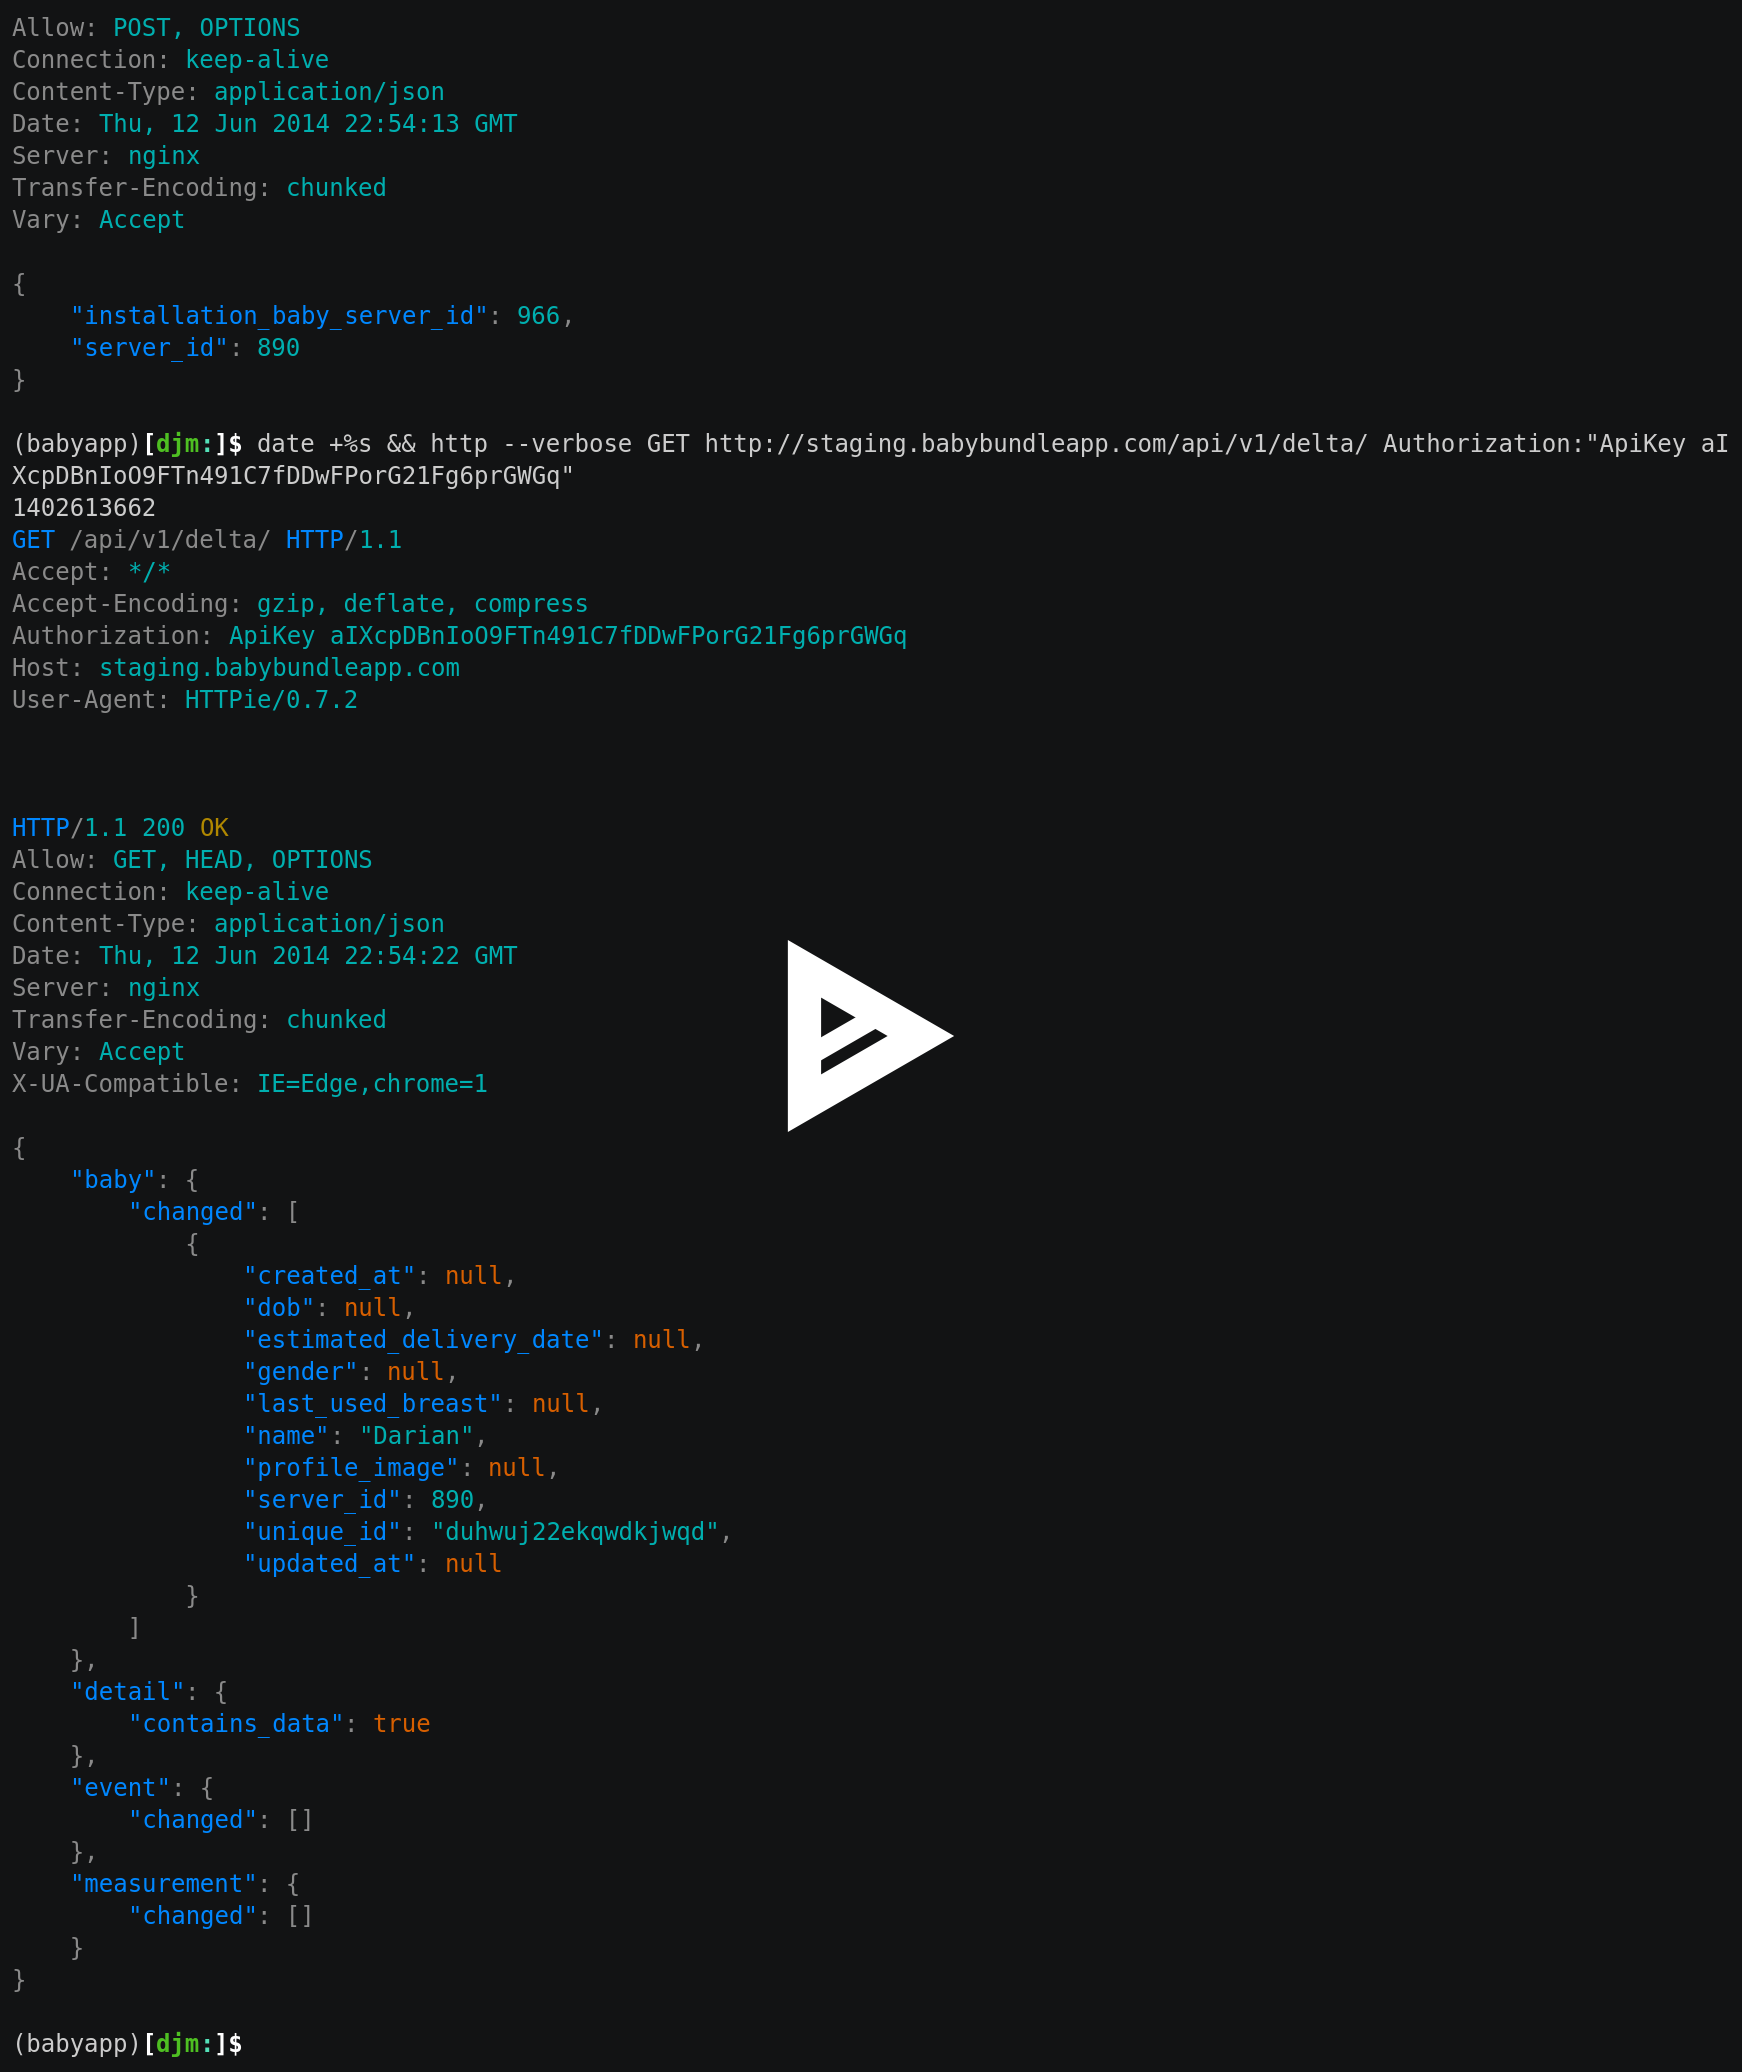 Allow: POST, OPTIONS
Connection: keep-alive
Content-Type: application/json
Date: Thu, 12 Jun 2014 22:54:13 GMT
Server: nginx
Transfer-Encoding: chunked
Vary: Accept

{
    "installation_baby_server_id": 966,
    "server_id": 890
}

(babyapp)[djm:]$ date +%s && http --verbose GET http://staging.babybundleapp.com/api/v1/delta/ Authorization:"ApiKey aI
XcpDBnIoO9FTn491C7fDDwFPorG21Fg6prGWGq"
1402613662
GET /api/v1/delta/ HTTP/1.1
Accept: */*
Accept-Encoding: gzip, deflate, compress
Authorization: ApiKey aIXcpDBnIoO9FTn491C7fDDwFPorG21Fg6prGWGq
Host: staging.babybundleapp.com
User-Agent: HTTPie/0.7.2

HTTP/1.1 200 OK
Allow: GET, HEAD, OPTIONS
Connection: keep-alive
Content-Type: application/json
Date: Thu, 12 Jun 2014 22:54:22 GMT
Server: nginx
Transfer-Encoding: chunked
Vary: Accept
X-UA-Compatible: IE=Edge,chrome=1

{
    "baby": {
        "changed": [
            {
                "created_at": null,
                "dob": null,
                "estimated_delivery_date": null,
                "gender": null,
                "last_used_breast": null,
                "name": "Darian",
                "profile_image": null,
                "server_id": 890,
                "unique_id": "duhwuj22ekqwdkjwqd",
                "updated_at": null
            }
        ]
    },
    "detail": {
        "contains_data": true
    },
    "event": {
        "changed": []
    },
    "measurement": {
        "changed": []
    }
}

(babyapp)[djm:]$